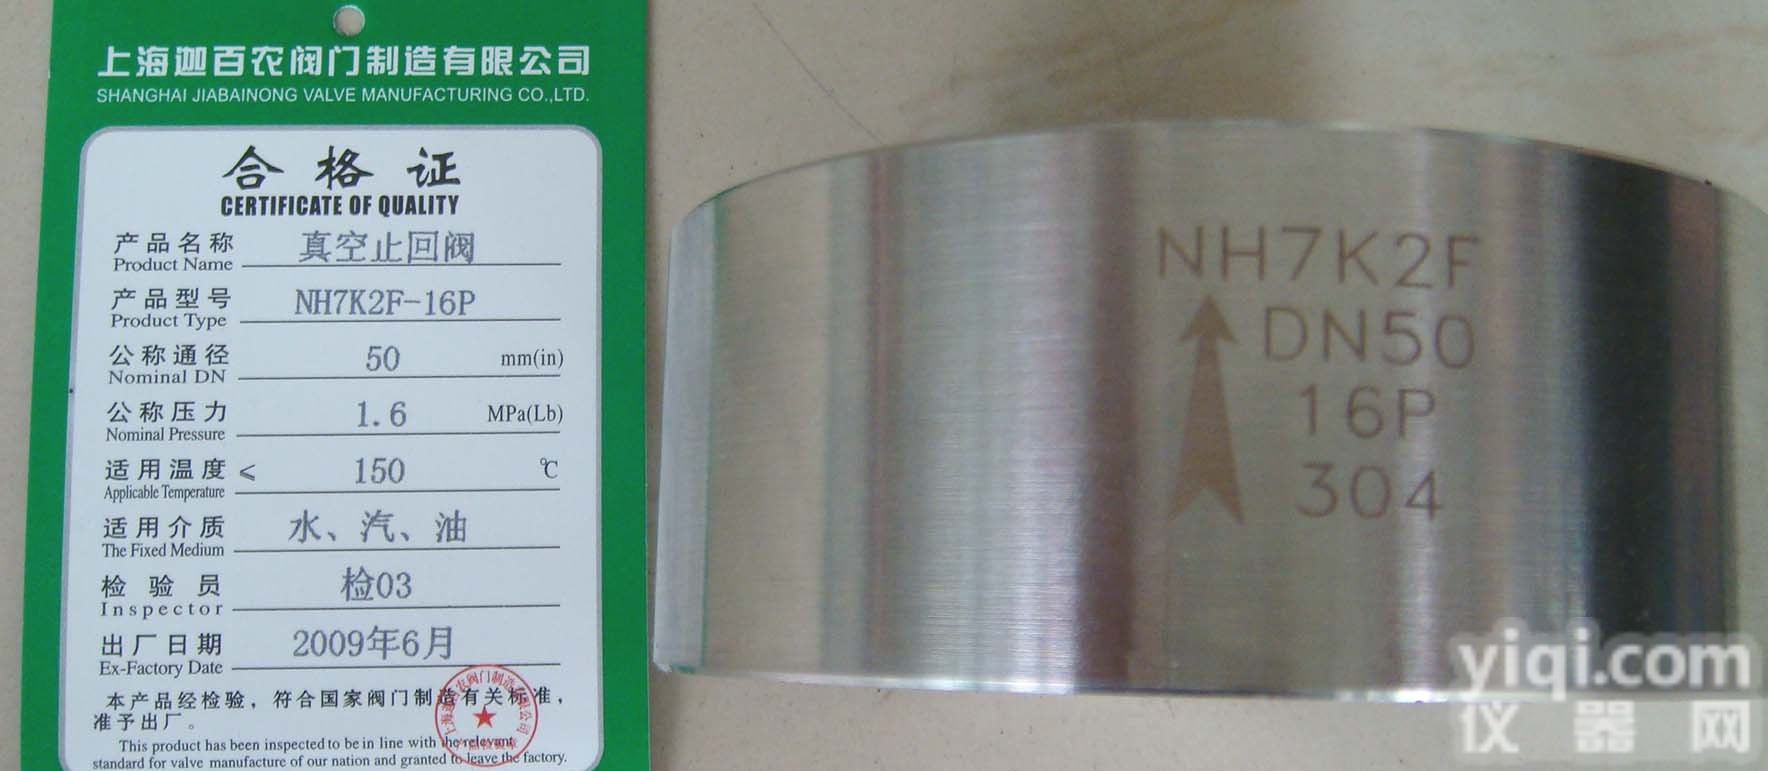 上海迦百农阀门制造有限公司
SHANGHAI JIABAINONG VALVE MANUFACTURING CO.,LTD.
合格证
CERTIFICATE OF QUALITY
产品名称 真空止回阀
Product Name
产品型号 NH7K2F-16P
Product Type
公称通径 50 mm(in)
Nominal DN
公称压力 1.6 MPa(Lb)
Nominal Pressure
适用温度 ≤ 150 ℃
Applicable Temperature
适用介质 水、汽、油
The Fixed Medium
检验员 检03
Inspector
出厂日期 2009年6月
Ex-Factory Date
本产品经检验，符合国家阀门制造有关标准，
准予出厂。
This product has been inspected to be in line with the relevant
standard for valve manufacture of our nation and granted to leave the factory.
NH7K2F
DN50
16P
304
yiqi.com
仪器网